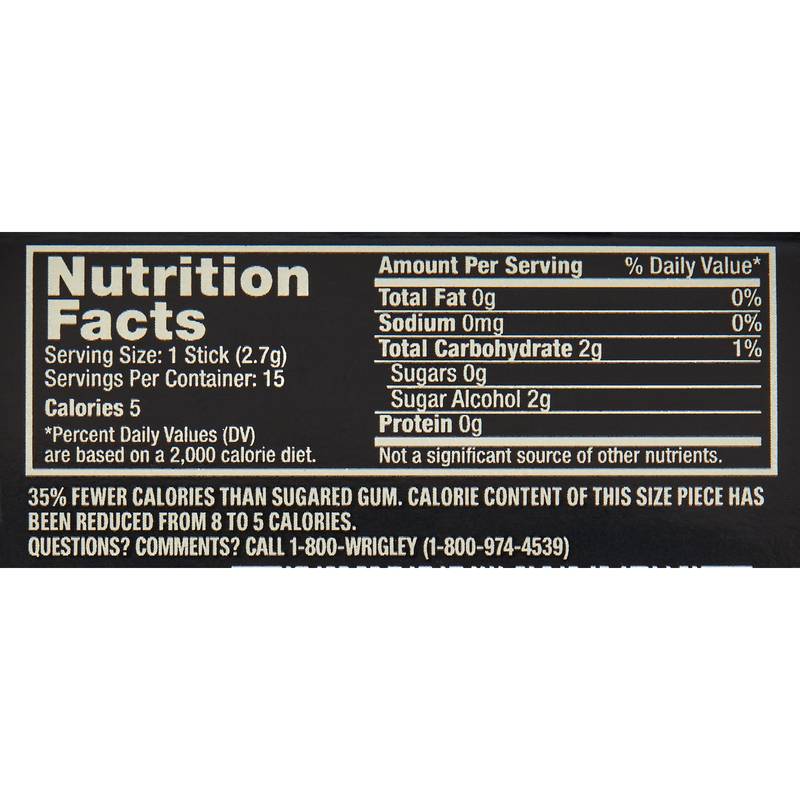 Nutrition
Facts
Serving Size: 1 Stick (2.7g)
Servings Per Container: 15
Calories 5
*Percent Daily Values (DV)
are based on a 2,000 calorie diet.
Amount Per Serving % Daily Value*
Total Fat 0g 0%
Sodium 0mg 0%
Total Carbohydrate 2g 1%
Sugars 0g
Sugar Alcohol 2g
Protein 0g
Not a significant source of other nutrients.
35% FEWER CALORIES THAN SUGARED GUM. CALORIE CONTENT OF THIS SIZE PIECE HAS
BEEN REDUCED FROM 8 TO 5 CALORIES.
QUESTIONS? COMMENTS? CALL 1-800-WRIGLEY (1-800-974-4539)